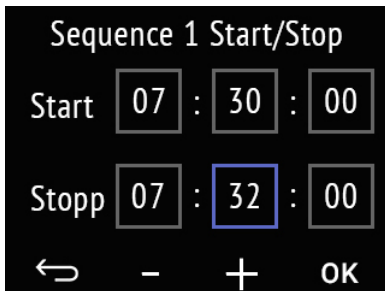 Sequence 1 Start/Stop
Start 07 : 30 : 00
Stopp 07 : 32 : 00
- + OK